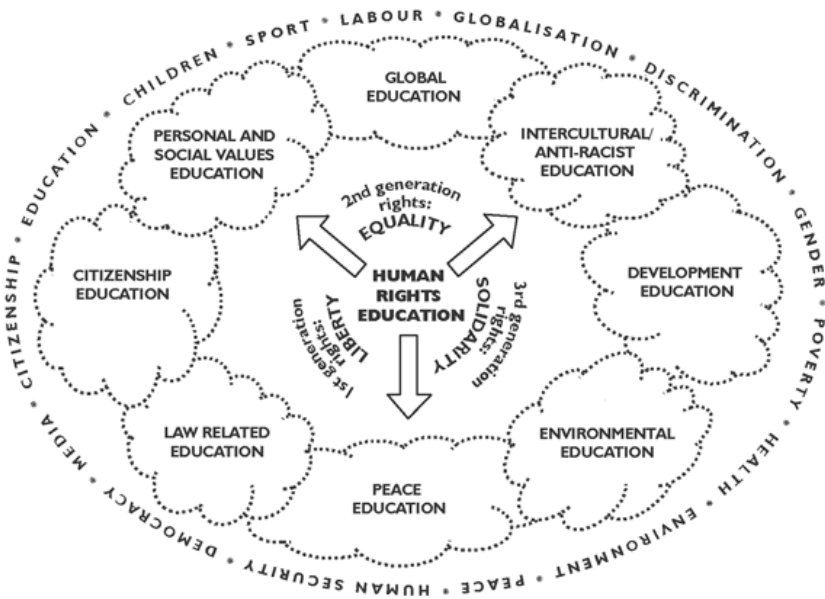 CITIZENSHIP * EDUCATION * CHILDREN * SPORT * LABOUR * GLOBALISATION * DISCRIMINATION * GENDER * POVERTY * HEALTH * ENVIRONMENT * PEACE * HUMAN SECURITY * DEMOCRACY * MEDIA *
GLOBAL
EDUCATION
PERSONAL AND
SOCIAL VALUES
EDUCATION
INTERCULTURAL/
ANTI-RACIST
EDUCATION
2nd generation
rights:
EQUALITY
CITIZENSHIP
EDUCATION
HUMAN
RIGHTS
EDUCATION
DEVELOPMENT
EDUCATION
1st generation
rights:
LIBERTY
3rd generation
rights:
SOLIDARITY
LAW RELATED
EDUCATION
ENVIRONMENTAL
EDUCATION
PEACE
EDUCATION